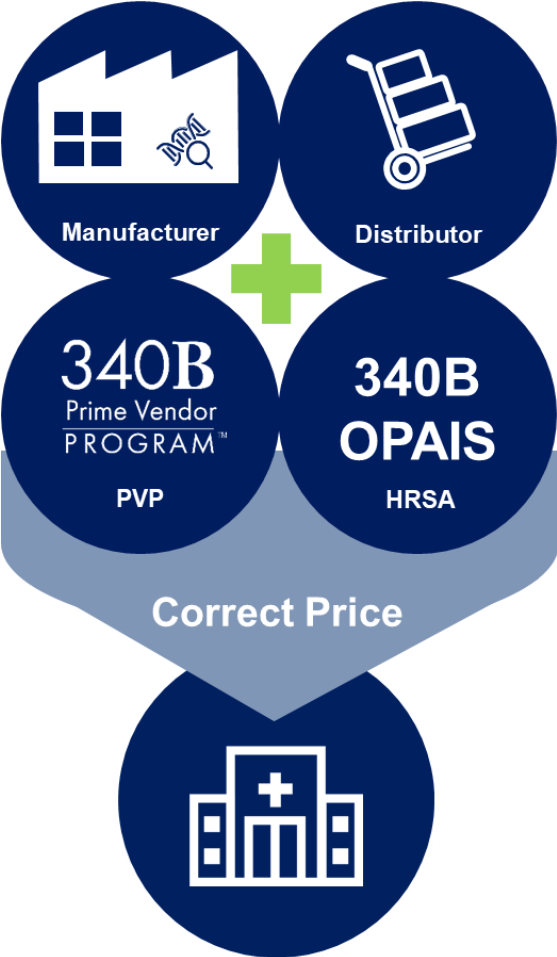 Manufacturer
Distributor
340B
Prime Vendor
PROGRAM™
PVP
340B
OPAIS
HRSA
Correct Price